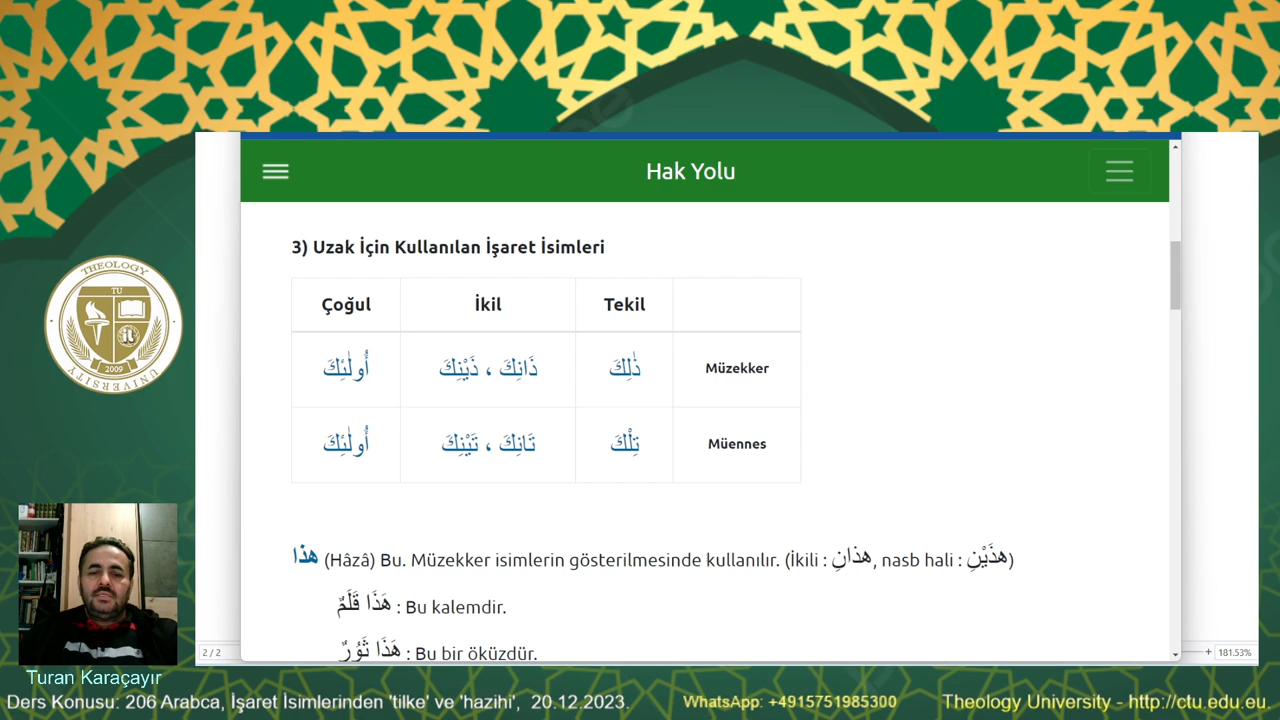 Hak Yolu
3) Uzak İçin Kullanılan İşaret İsimleri
Çoğul İkil Tekil
أُولٰئِكَ ذَانِكَ ، ذَيْنِكَ ذٰلِكَ Müzekker
أُولٰئِكَ تَانِكَ ، تَيْنِكَ تِلْكَ Müennes
هذا (Hâzâ) Bu. Müzekker isimlerin gösterilmesinde kullanılır. (İkili : هذانِ, nasb hali : هذَيْنِ)
هَذَا قَلَمٌ : Bu kalemdir.
هَذَا ثَوُرٌ : Bu bir öküzdür.
2 / 2
181.53%
THEOLOGY
TU
2009
UNIVERSITY
Turan Karaçayır
Ders Konusu: 206 Arabca, İşaret İsimlerinden 'tilke' ve 'hazihi', 20.12.2023.
WhatsApp: +4915751985300
Theology University - http://ctu.edu.eu